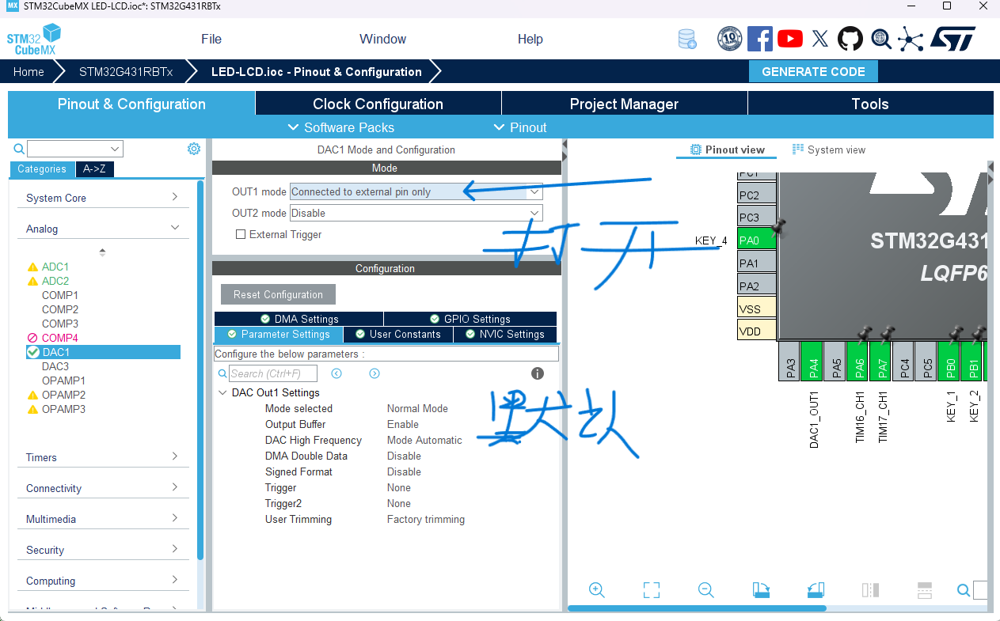 MX STM32CubeMX LED-LCD.ioc*: STM32G431RBTx
STM32 CubeMX File Window Help 10 YEARS ST
Home STM32G431RBTx LED-LCD.ioc - Pinout & Configuration GENERATE CODE
Pinout & Configuration Clock Configuration Project Manager Tools
Software Packs Pinout
Categories A->Z
System Core
Analog
ADC1
ADC2
COMP1
COMP2
COMP3
COMP4
DAC1
DAC3
OPAMP1
OPAMP2
OPAMP3
Timers
Connectivity
Multimedia
Security
Computing
DAC1 Mode and Configuration
Mode
OUT1 mode Connected to external pin only
OUT2 mode Disable
External Trigger
打开
Configuration
Reset Configuration
DMA Settings GPIO Settings
Parameter Settings User Constants NVIC Settings
Configure the below parameters :
Search (Ctrl+F)
DAC Out1 Settings
Mode selected Normal Mode
Output Buffer Enable
DAC High Frequency Mode Automatic
DMA Double Data Disable
Signed Format Disable
Trigger None
Trigger2 None
User Trimming Factory trimming
默认
Pinout view System view
PC1
PC2
PC3
KEY_4 PA0
PA1
PA2
VSS
VDD
STM32G431
LQFP6
PA3 PA4 PA5 PA6 PA7 PC4 PC5 PB0 PB1
DAC1_OUT1 TIM16_CH1 TIM17_CH1 KEY_1 KEY_2